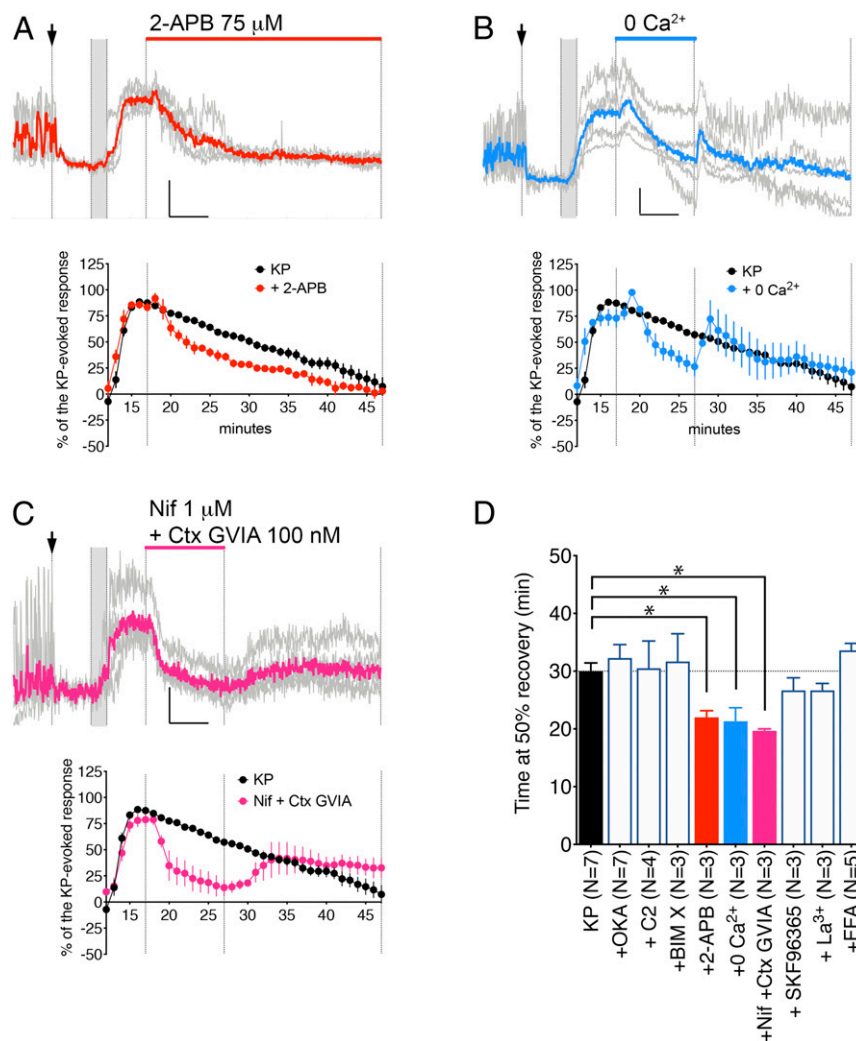 A
2-APB 75 μM
% of the KP-evoked response
125
100
75
50
25
0
-25
-50
KP
+ 2-APB
15 20 25 30 35 40 45
minutes
B
0 Ca²⁺
% of the KP-evoked response
125
100
75
50
25
0
-25
-50
KP
+ 0 Ca²⁺
15 20 25 30 35 40 45
minutes
C
Nif 1 μM
+ Ctx GVIA 100 nM
% of the KP-evoked response
125
100
75
50
25
0
-25
-50
KP
Nif + Ctx GVIA
15 20 25 30 35 40 45
D
Time at 50% recovery (min)
50
40
30
20
10
0
*
*
*
KP (N=7)
+OKA (N=7)
+ C2 (N=4)
+BIM X (N=3)
+2-APB (N=3)
+0 Ca²⁺ (N=3)
+Nif +Ctx GVIA (N=3)
+ SKF96365 (N=3)
+ La³⁺ (N=3)
+FFA (N=5)